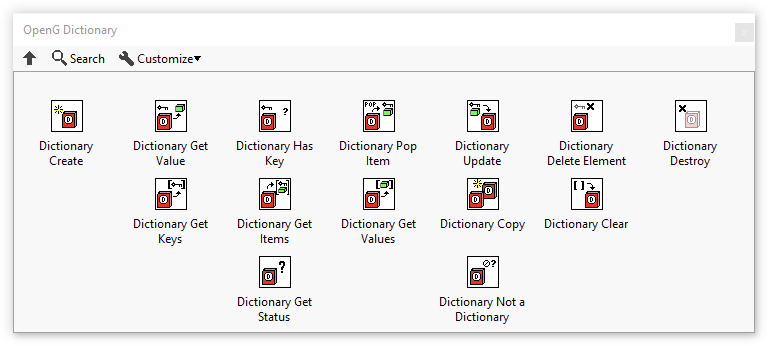 OpenG Dictionary
Search Customize
Dictionary Create
Dictionary Get Value
Dictionary Has Key
POP
Dictionary Pop Item
Dictionary Update
Dictionary Delete Element
Dictionary Destroy
Dictionary Get Keys
Dictionary Get Items
Dictionary Get Values
Dictionary Copy
Dictionary Clear
Dictionary Get Status
Dictionary Not a Dictionary